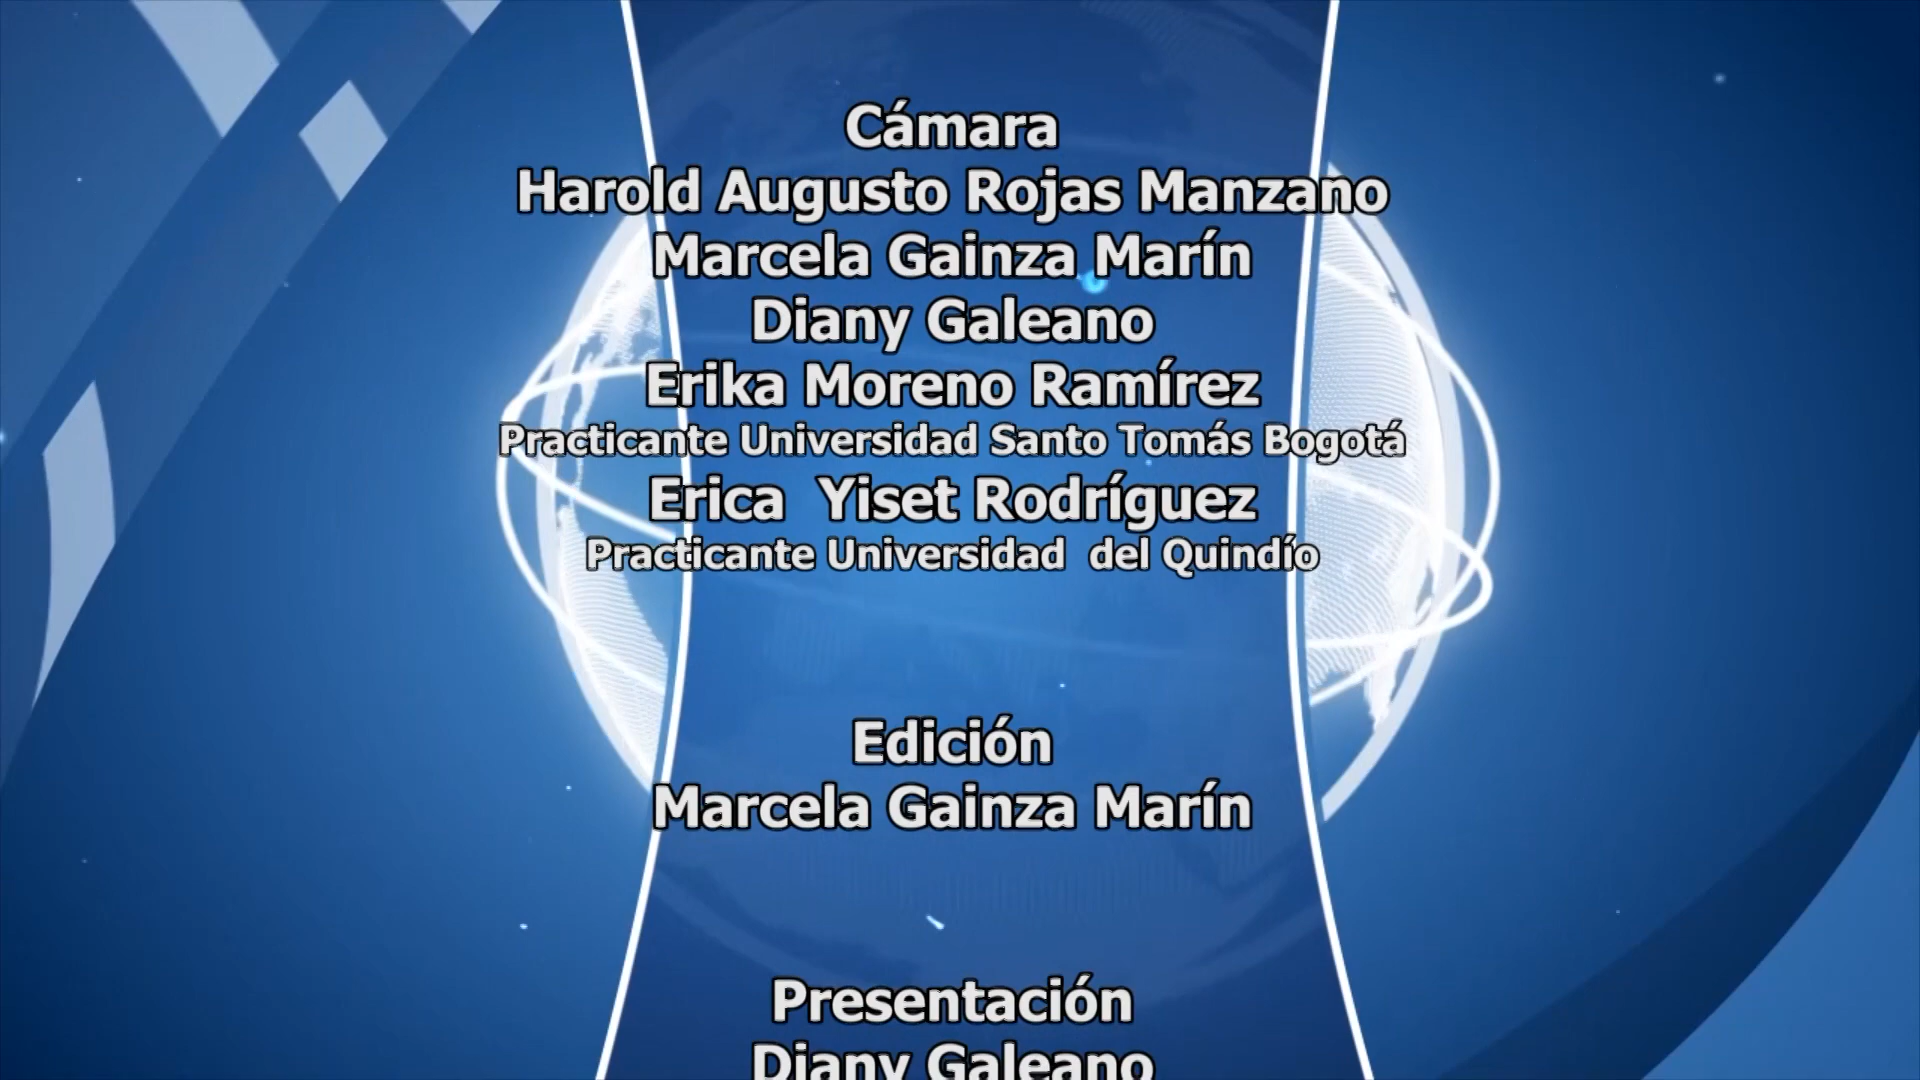 Cámara
Harold Augusto Rojas Manzano
Marcela Gainza Marín
Diany Galeano
Erika Moreno Ramírez
Practicante Universidad Santo Tomás Bogotá
Erica  Yiset Rodríguez
Practicante Universidad  del Quindío
Edición
Marcela Gainza Marín
Presentación
Diany Galeano